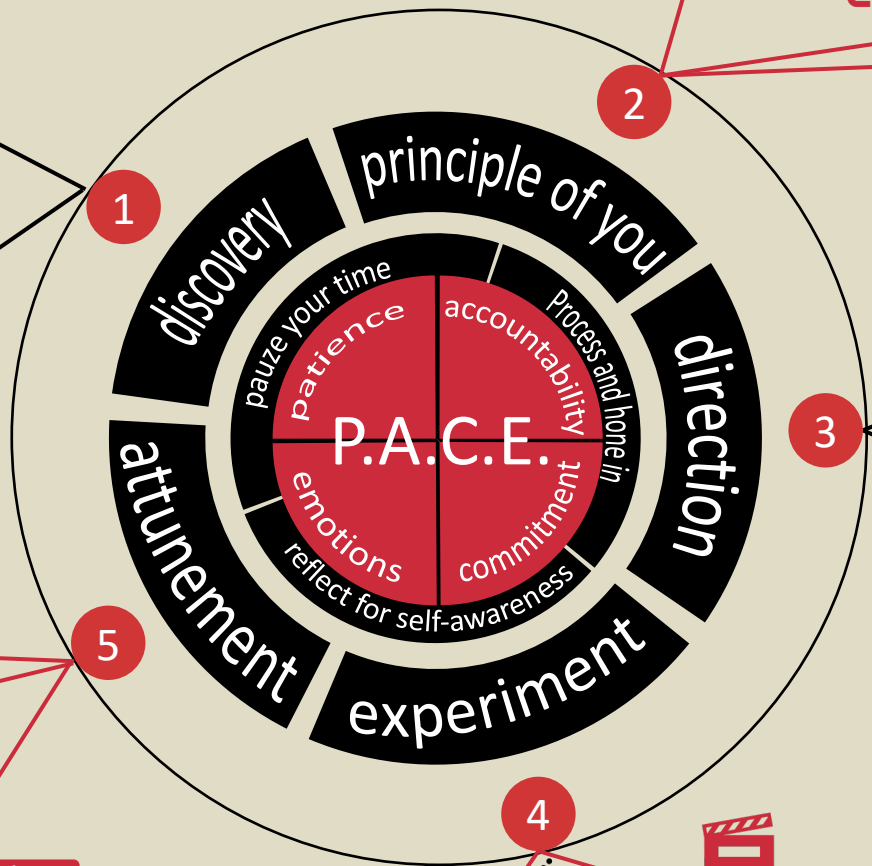 1
2
3
4
5
discovery
principle of you
direction
experiment
attunement
pauze your time
Process and home in
reflect for self-awareness
patience
accountability
commitment
emotions
P.A.C.E.